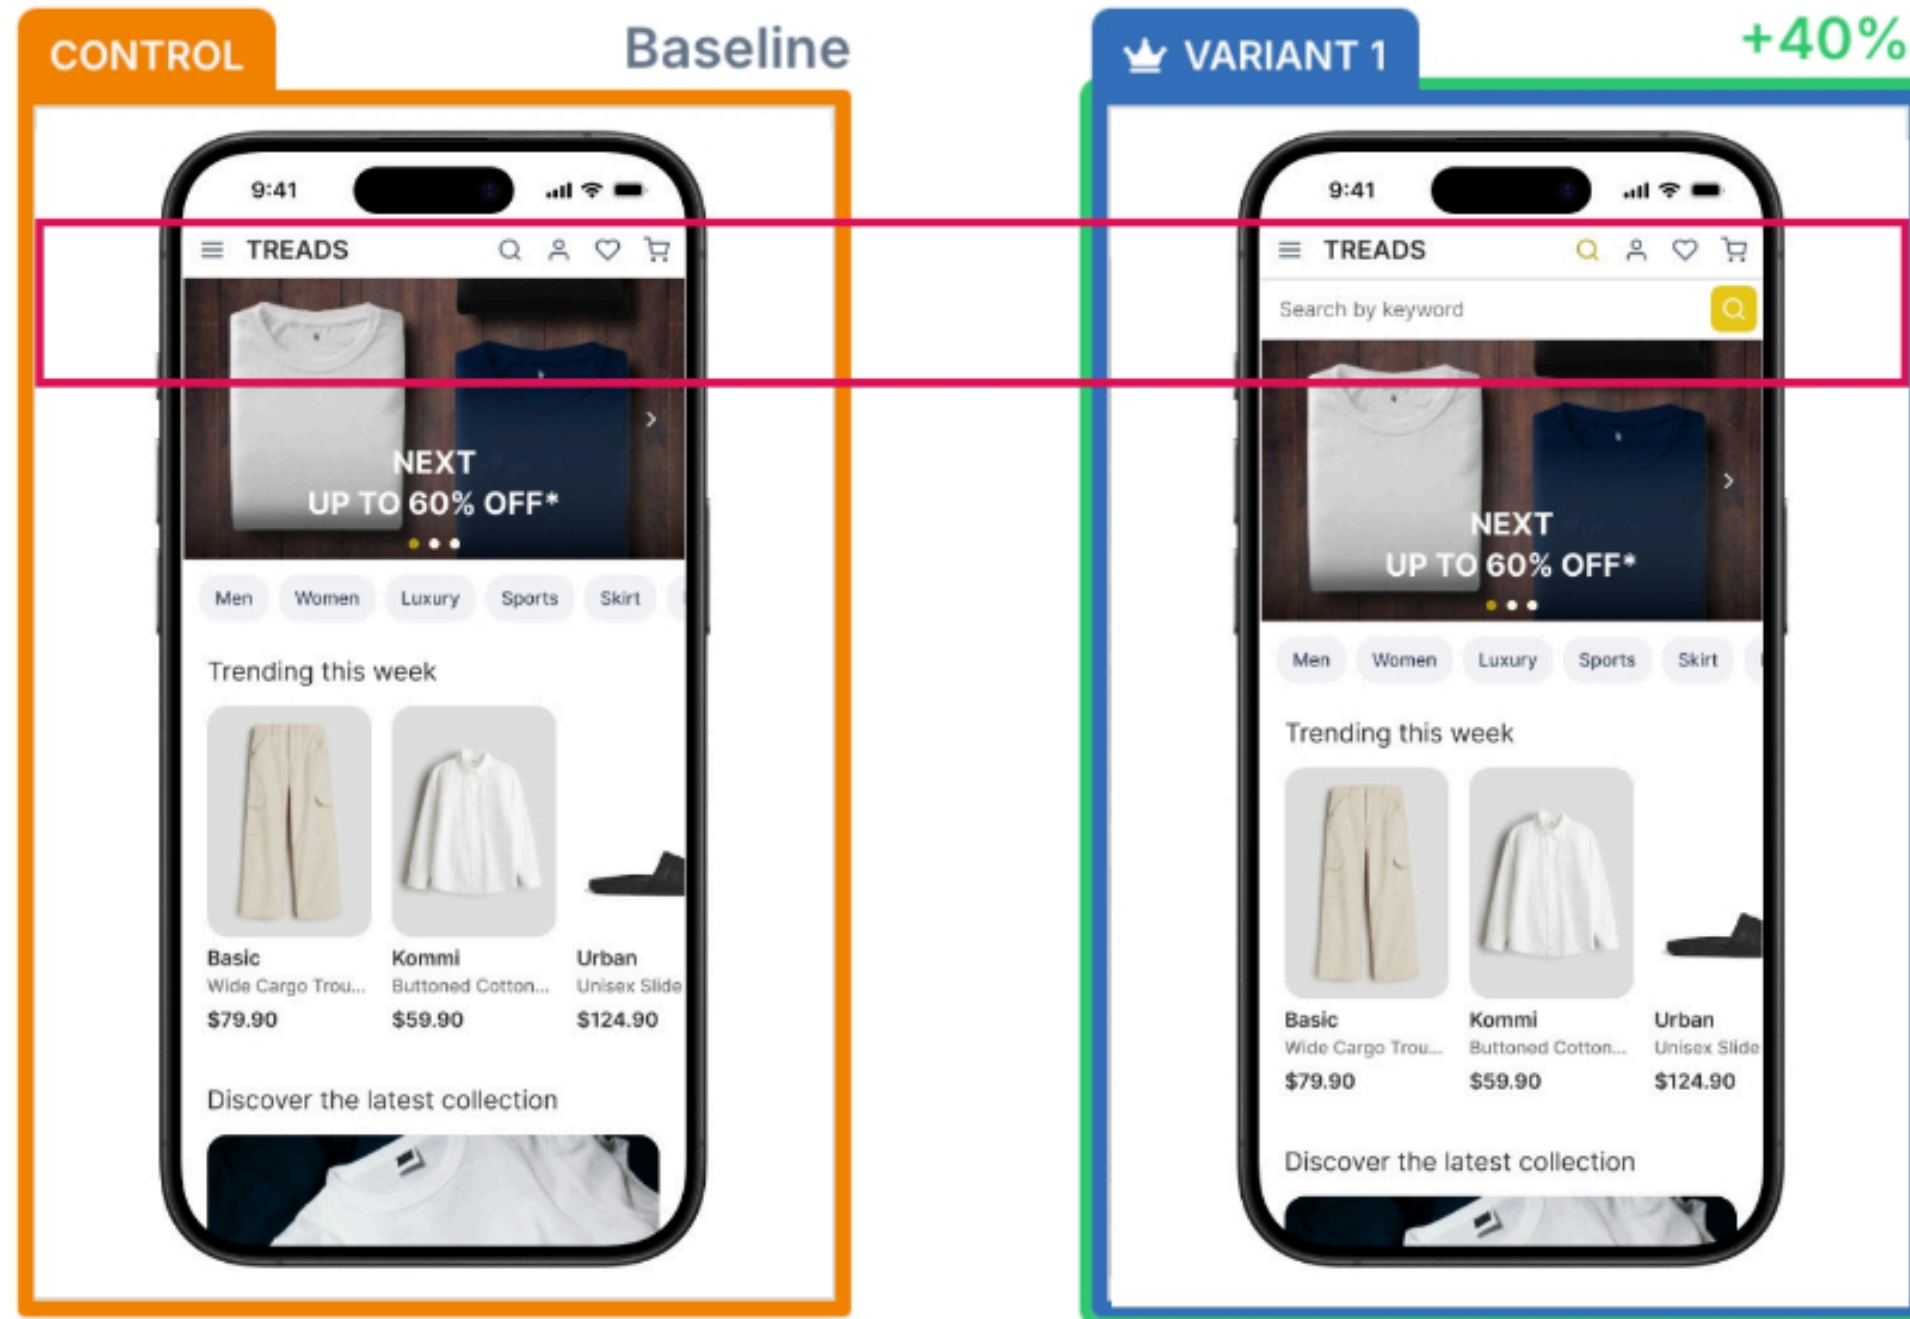 CONTROL
Baseline
9:41
TREADS
NEXT
UP TO 60% OFF*
Men Women Luxury Sports Skirt
Trending this week
Basic Kommi Urban
Wide Cargo Trou... Buttoned Cotton... Unisex Slide
$79.90 $59.90 $124.90
Discover the latest collection
VARIANT 1
+40%
9:41
TREADS
Search by keyword
NEXT
UP TO 60% OFF*
Men Women Luxury Sports Skirt
Trending this week
Basic Kommi Urban
Wide Cargo Trou... Buttoned Cotton... Unisex Slide
$79.90 $59.90 $124.90
Discover the latest collection